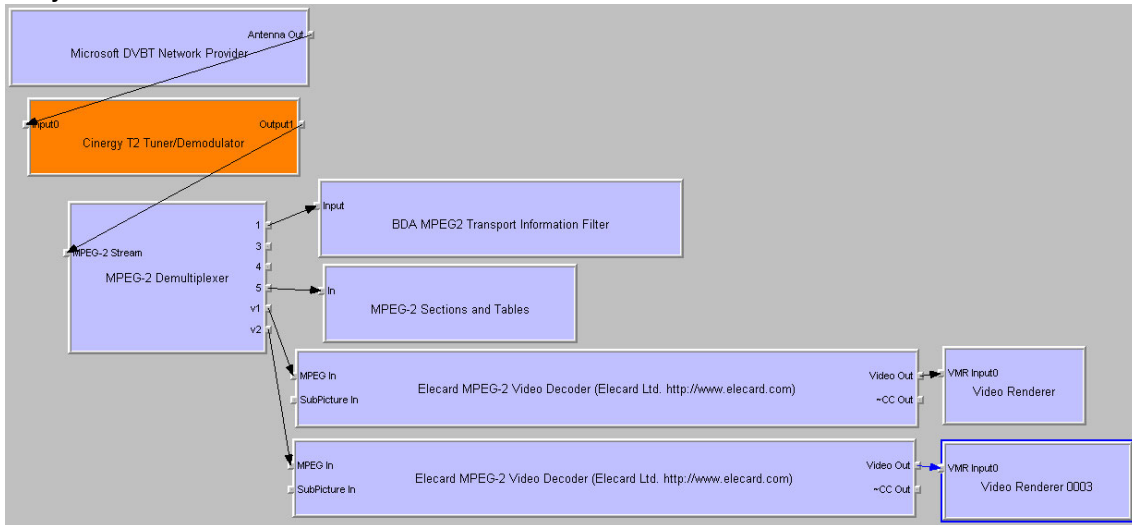 Antenna Out
Microsoft DVBT Network Provider
Input0
Output1
Cinergy T2 Tuner/Demodulator
MPEG-2 Stream
MPEG-2 Demultiplexer
1
3
4
5
v1
v2
Input
BDA MPEG2 Transport Information Filter
In
MPEG-2 Sections and Tables
MPEG In
SubPicture In
Elecard MPEG-2 Video Decoder (Elecard Ltd. http://www.elecard.com)
Video Out
~CC Out
VMR Input0
Video Renderer
MPEG In
SubPicture In
Elecard MPEG-2 Video Decoder (Elecard Ltd. http://www.elecard.com)
Video Out
~CC Out
VMR Input0
Video Renderer 0003